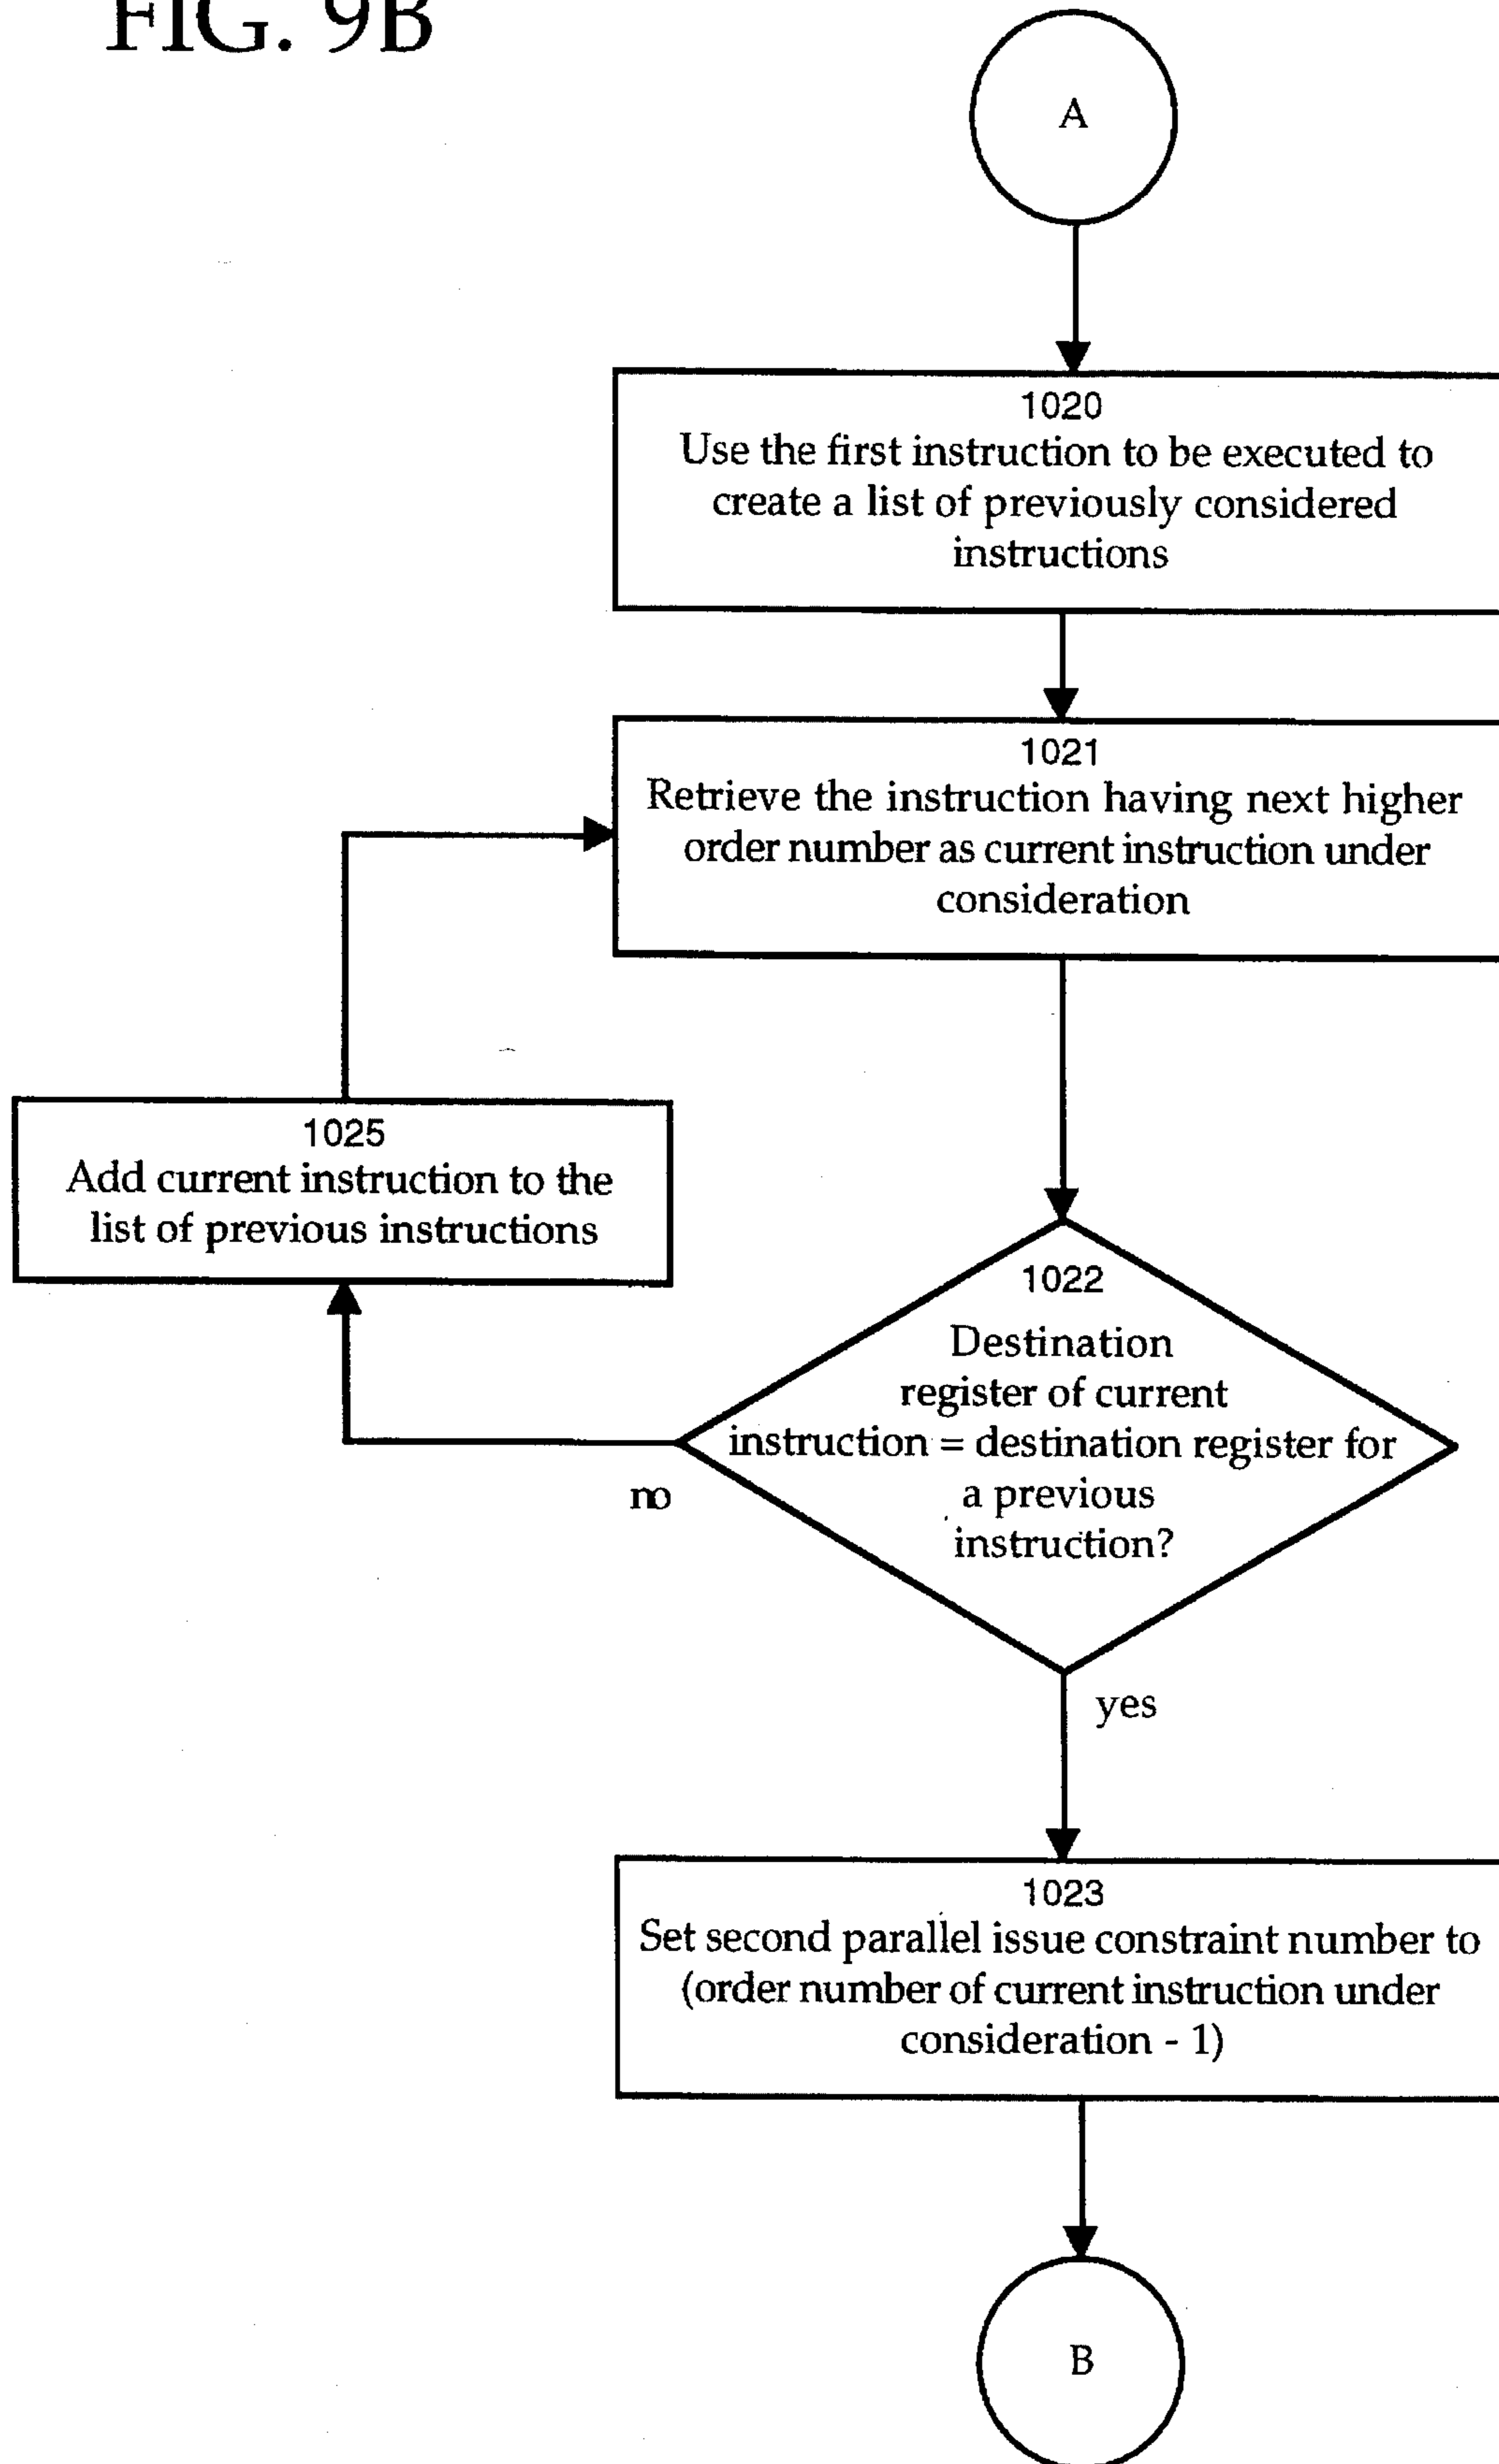 FIG. 9B
A
1020
Use the first instruction to be executed to
create a list of previously considered
instructions
1021
Retrieve the instruction having next higher
order number as current instruction under
consideration
1025
Add current instruction to the
list of previous instructions
1022
Destination
register of current
instruction = destination register for
a previous
instruction?
no
yes
1023
Set second parallel issue constraint number to
(order number of current instruction under
consideration - 1)
B